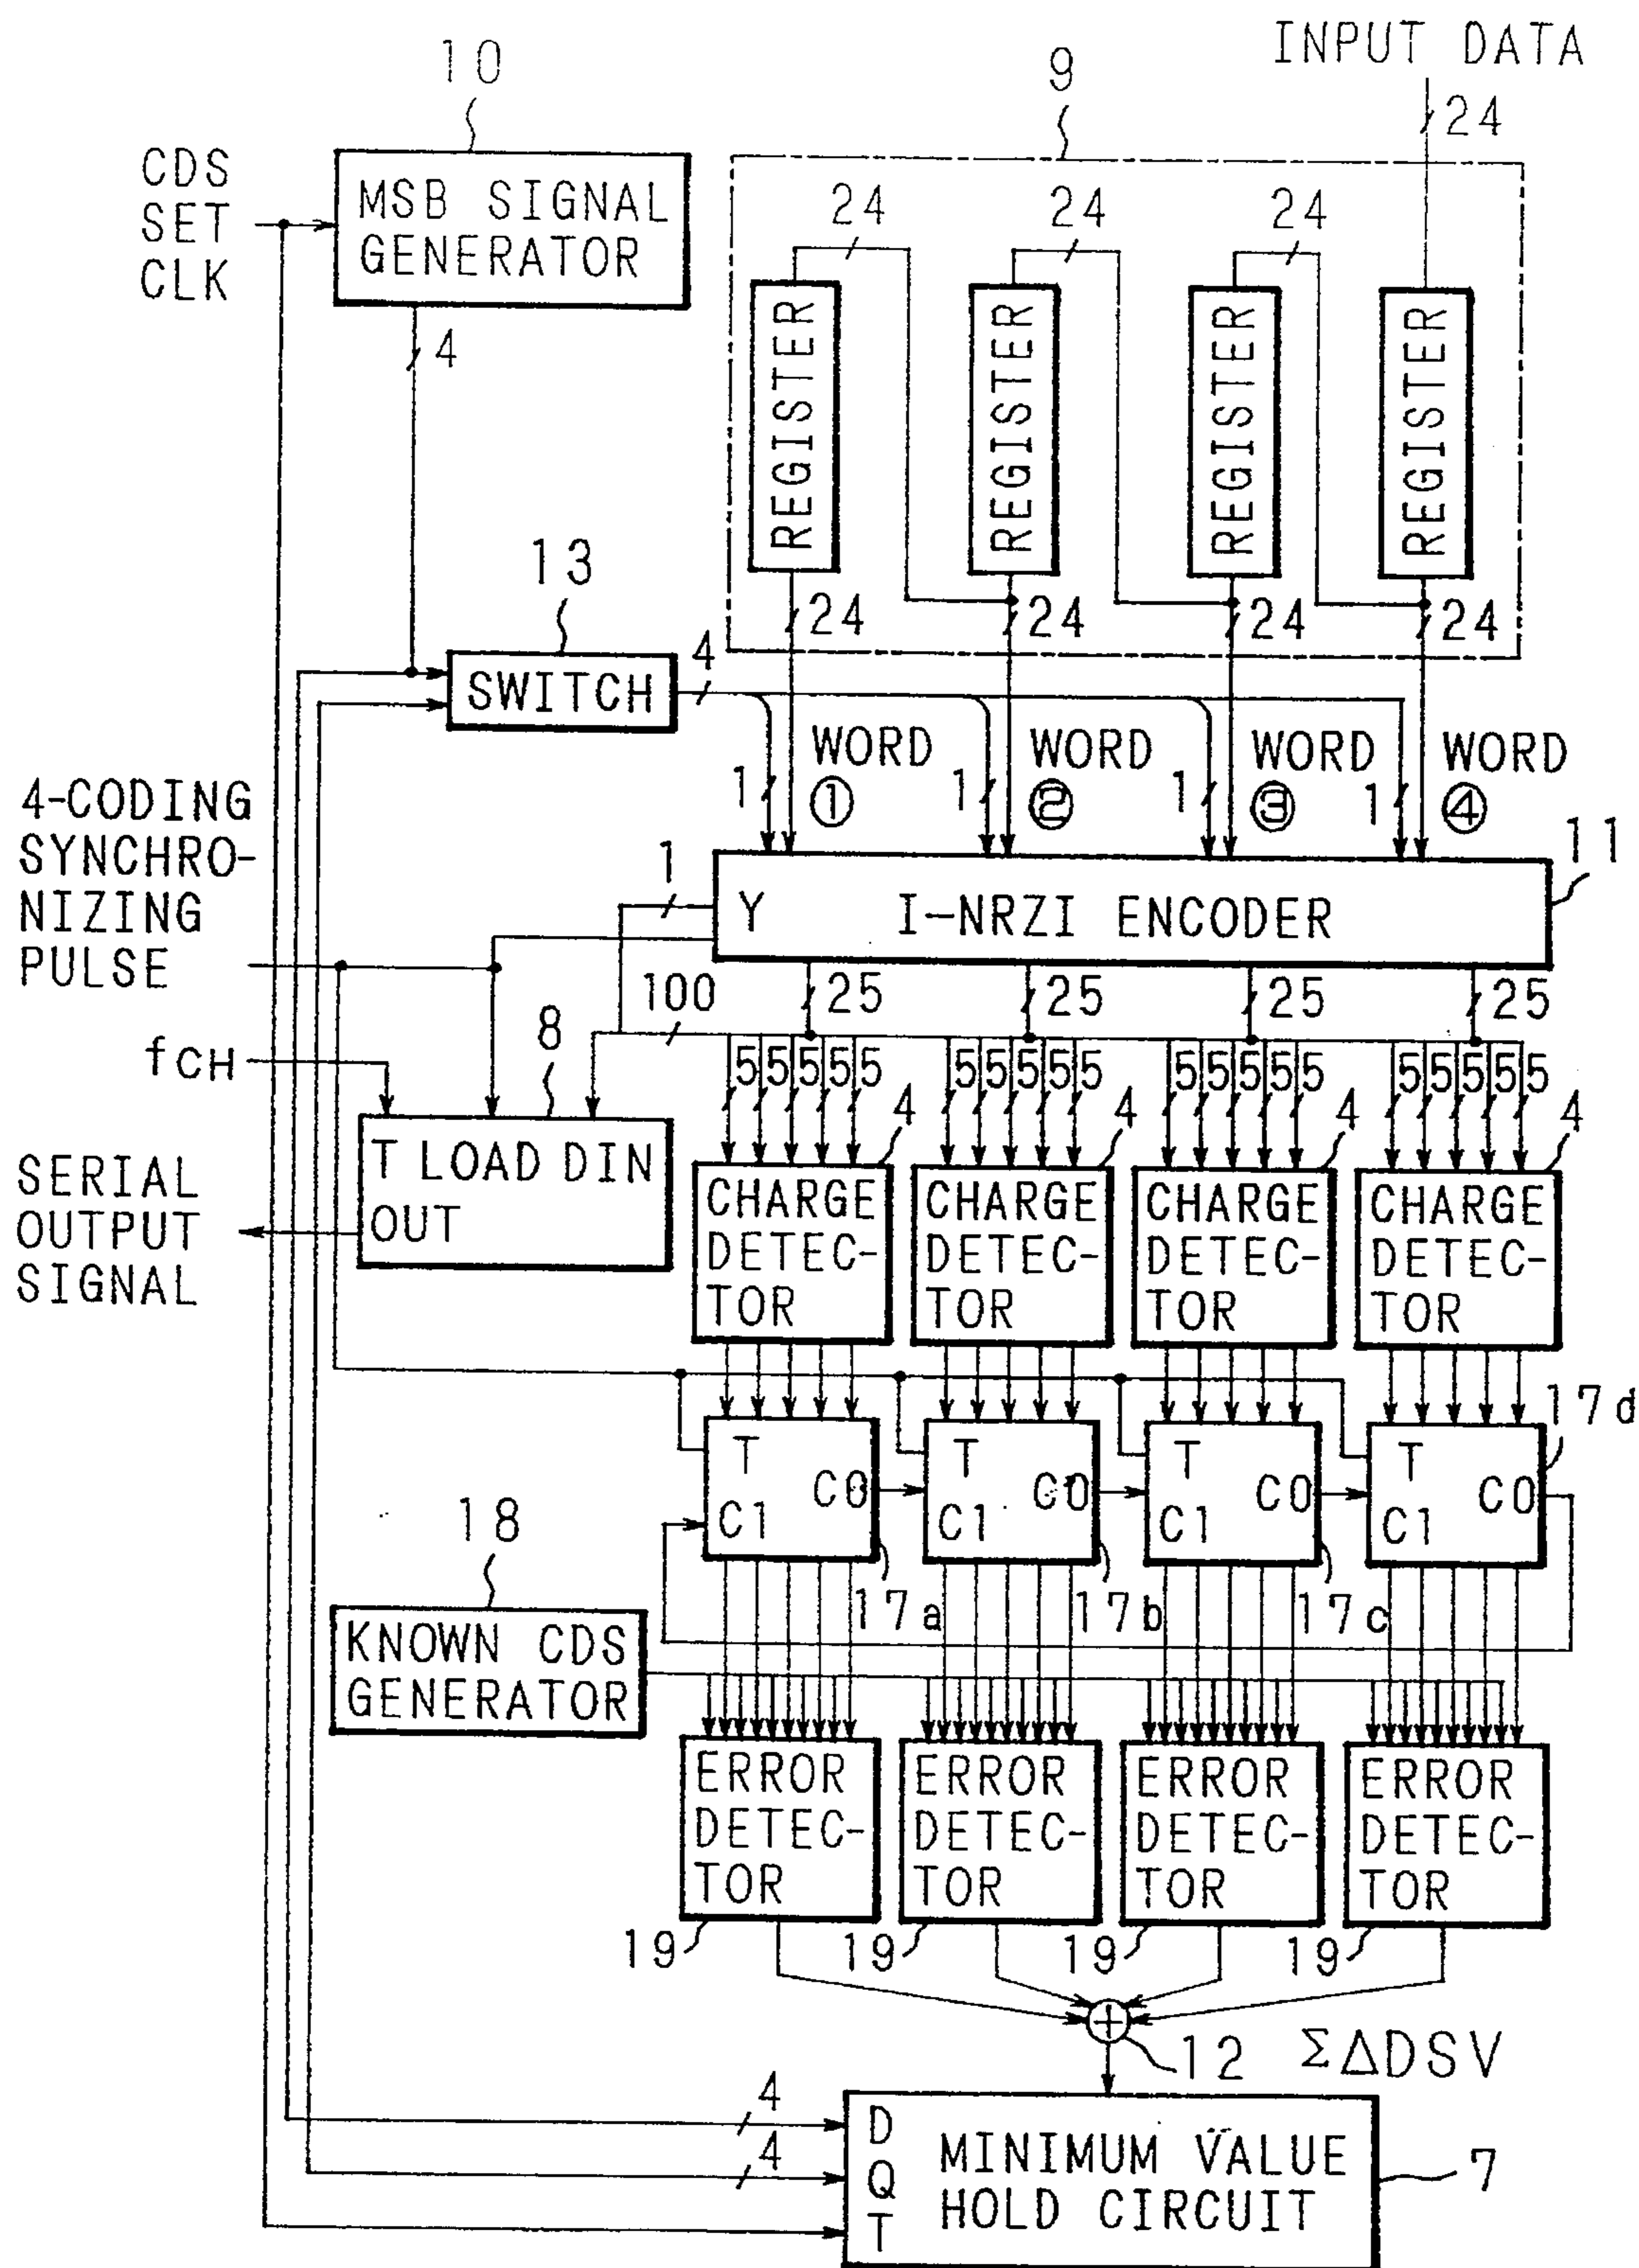 INPUT DATA
24
10
9
CDS
SET
CLK
MSB SIGNAL
GENERATOR
4
24
24
24
REGISTER
REGISTER
REGISTER
REGISTER
24
24
24
24
13
SWITCH
4
WORD
①
WORD
②
WORD
③
WORD
④
1
1
1
1
4-CODING
SYNCHRO-
NIZING
PULSE
1
Y
I-NRZI ENCODER
11
100
25
25
25
25
fCH
8
5 5 5 5 5
5 5 5 5 5
5 5 5 5 5
5 5 5 5 5
4
4
4
4
T LOAD DIN
OUT
SERIAL
OUTPUT
SIGNAL
CHARGE
DETEC-
TOR
CHARGE
DETEC-
TOR
CHARGE
DETEC-
TOR
CHARGE
DETEC-
TOR
T
C1
C0
T
C1
C0
T
C1
C0
T
C1
C0
17a
17b
17c
17d
18
KNOWN CDS
GENERATOR
ERROR
DETEC-
TOR
ERROR
DETEC-
TOR
ERROR
DETEC-
TOR
ERROR
DETEC-
TOR
19
19
19
19
12
ΣΔDSV
4
4
D
Q
T
MINIMUM VALUE
HOLD CIRCUIT
7